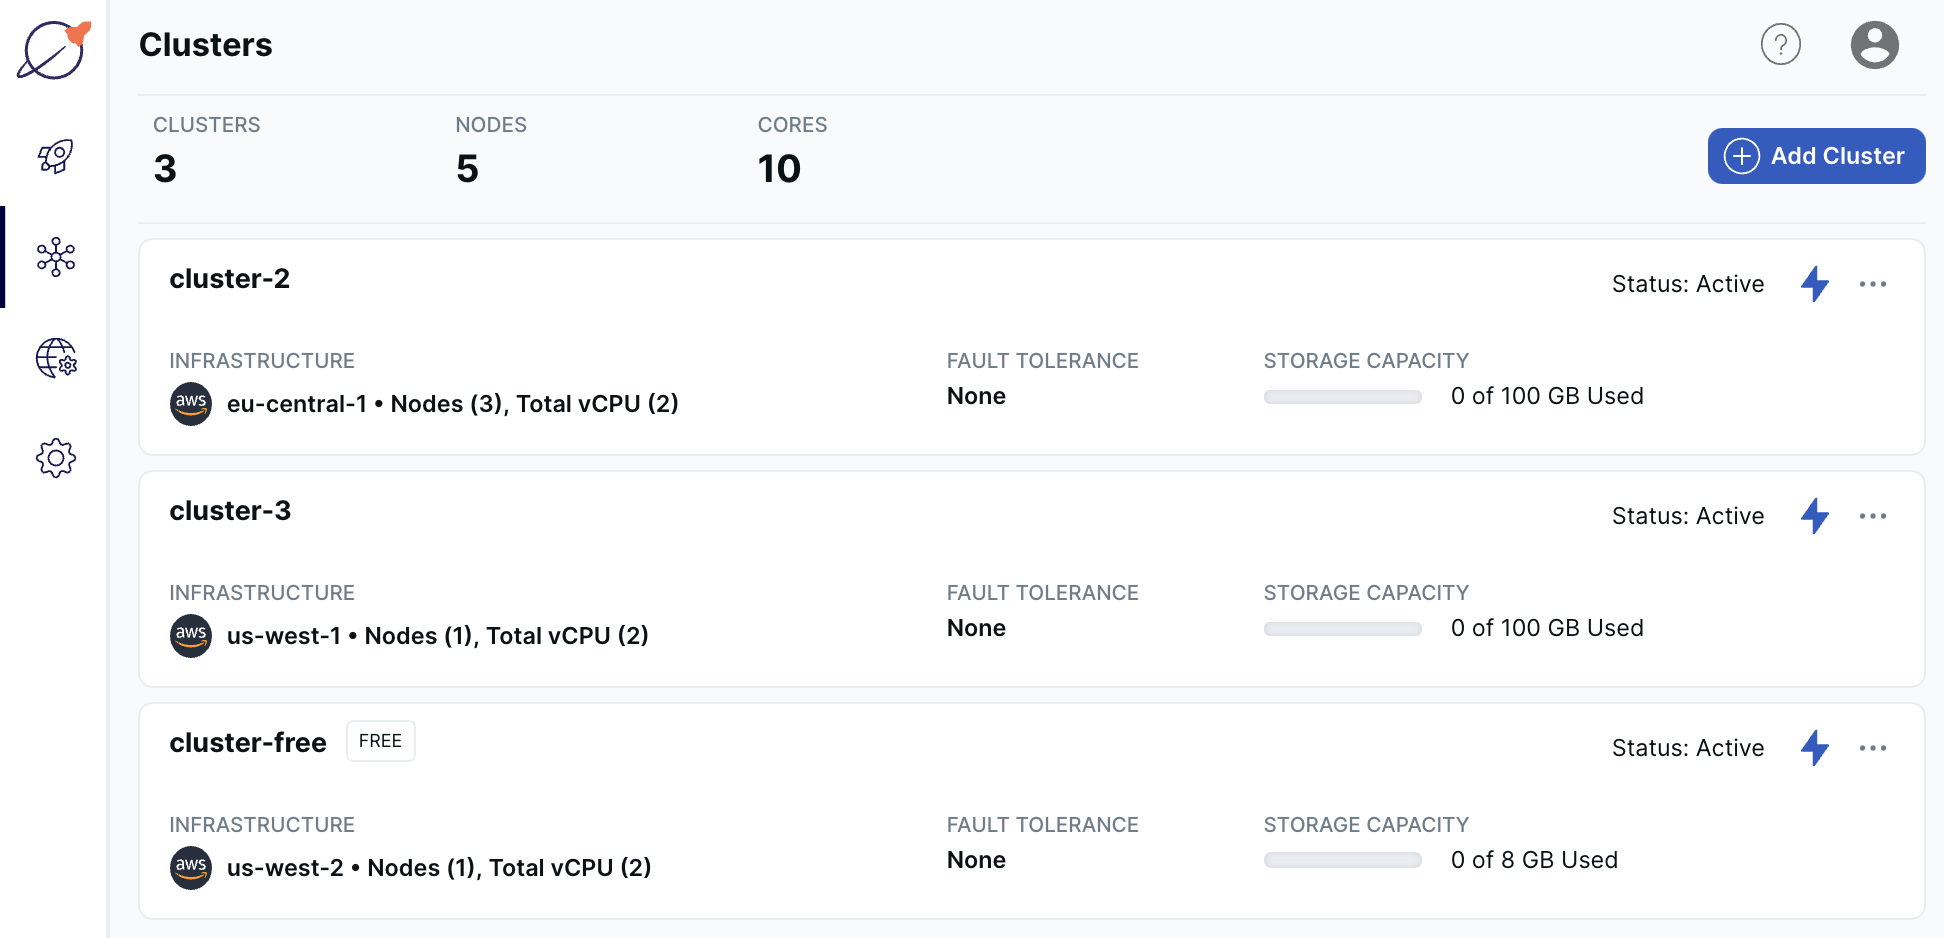 Clusters
?
CLUSTERS
3
NODES
5
CORES
10
Add Cluster
cluster-2
Status: Active
INFRASTRUCTURE
aws
eu-central-1 • Nodes (3), Total vCPU (2)
FAULT TOLERANCE
None
STORAGE CAPACITY
0 of 100 GB Used
cluster-3
Status: Active
INFRASTRUCTURE
aws
us-west-1 • Nodes (1), Total vCPU (2)
FAULT TOLERANCE
None
STORAGE CAPACITY
0 of 100 GB Used
cluster-free
FREE
Status: Active
INFRASTRUCTURE
aws
us-west-2 • Nodes (1), Total vCPU (2)
FAULT TOLERANCE
None
STORAGE CAPACITY
0 of 8 GB Used